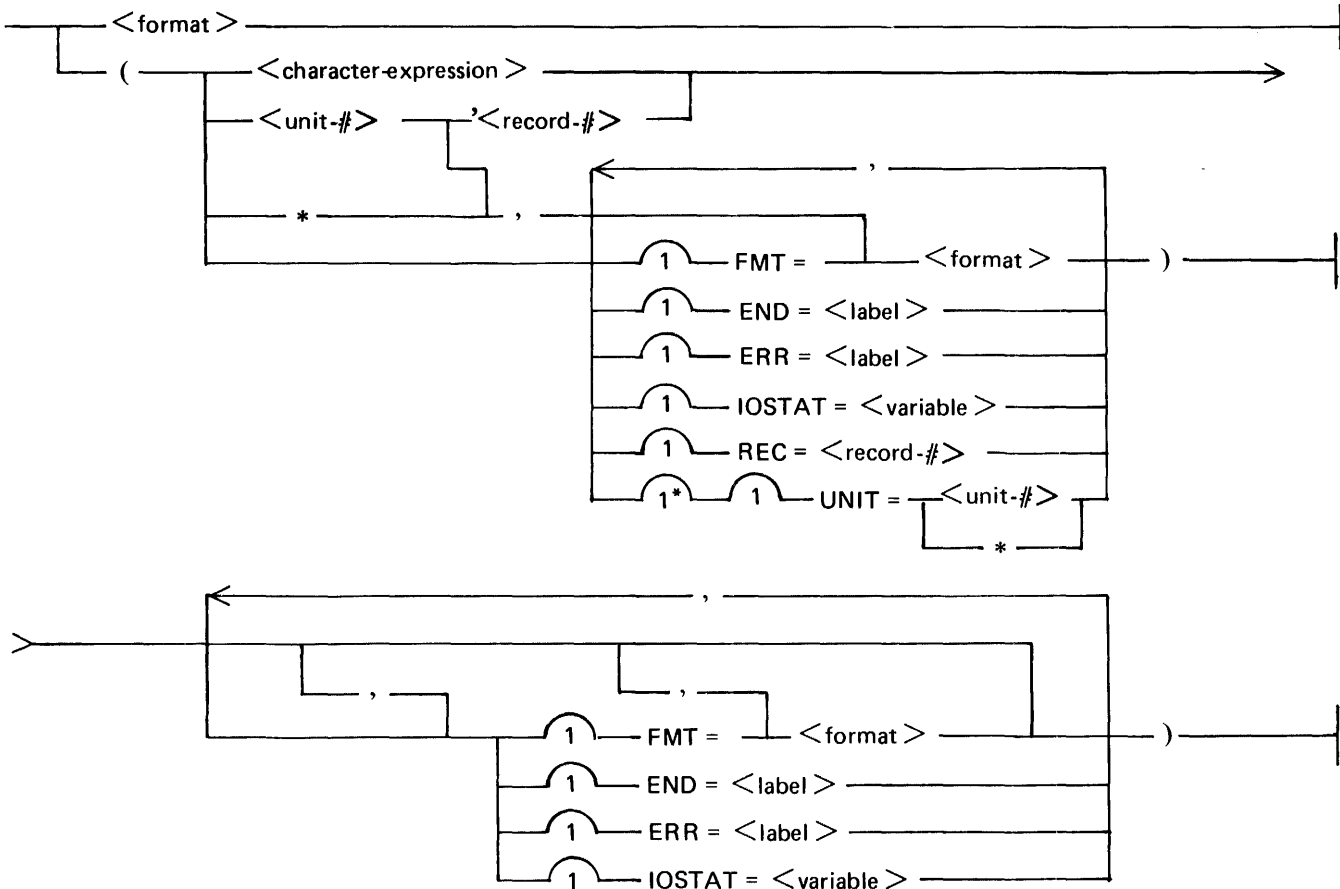 <format>
( <character-expression>
<unit-#> '<record-#>
,
* ,
1 FMT = <format> )
1 END = <label>
1 ERR = <label>
1 IOSTAT = <variable>
1 REC = <record-#>
1* 1 UNIT = <unit-#>
*
,
, ,
1 FMT = <format> )
1 END = <label>
1 ERR = <label>
1 IOSTAT = <variable>